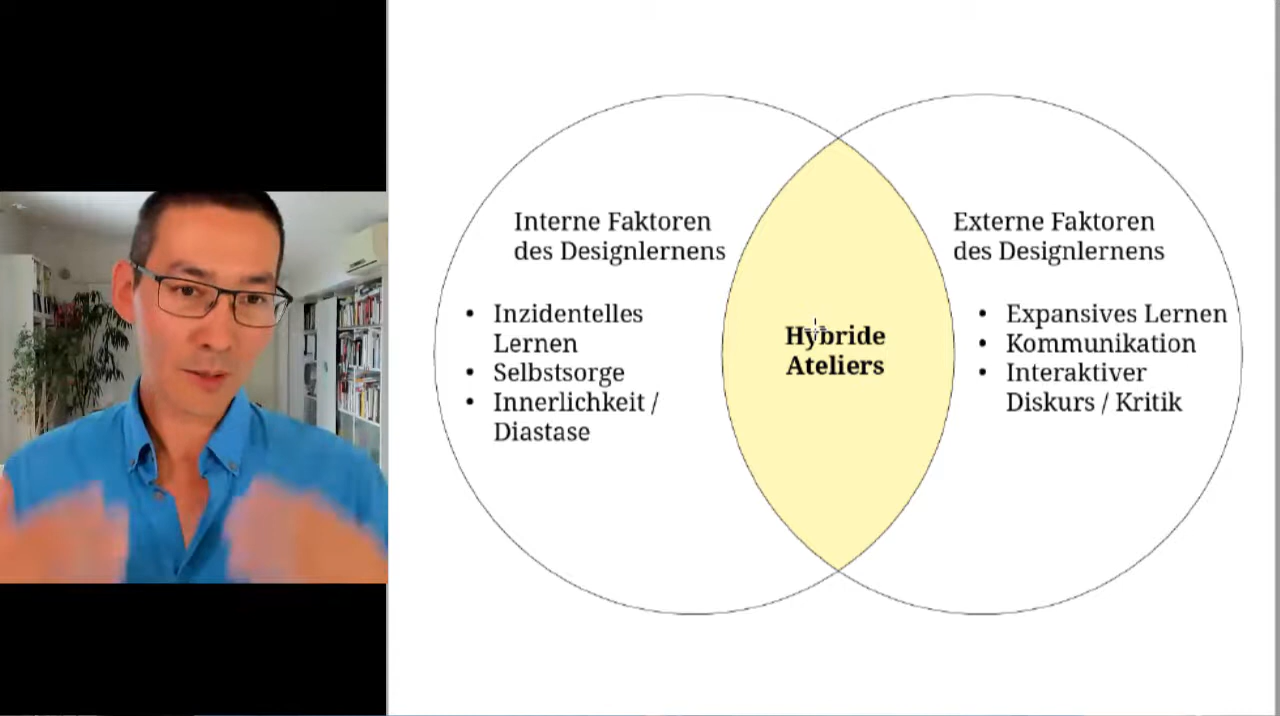 Interne Faktoren
des Designlernens
• Inzidentelles
Lernen
• Selbstsorge
• Innerlichkeit /
Diastase
Hybride
Ateliers
Externe Faktoren
des Designlernens
• Expansives Lernen
• Kommunikation
• Interaktiver
Diskurs / Kritik